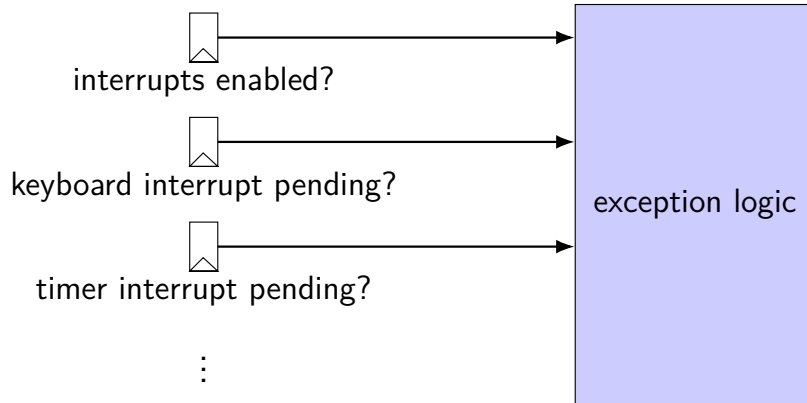 interrupts enabled?
keyboard interrupt pending?
exception logic
timer interrupt pending?
⋮